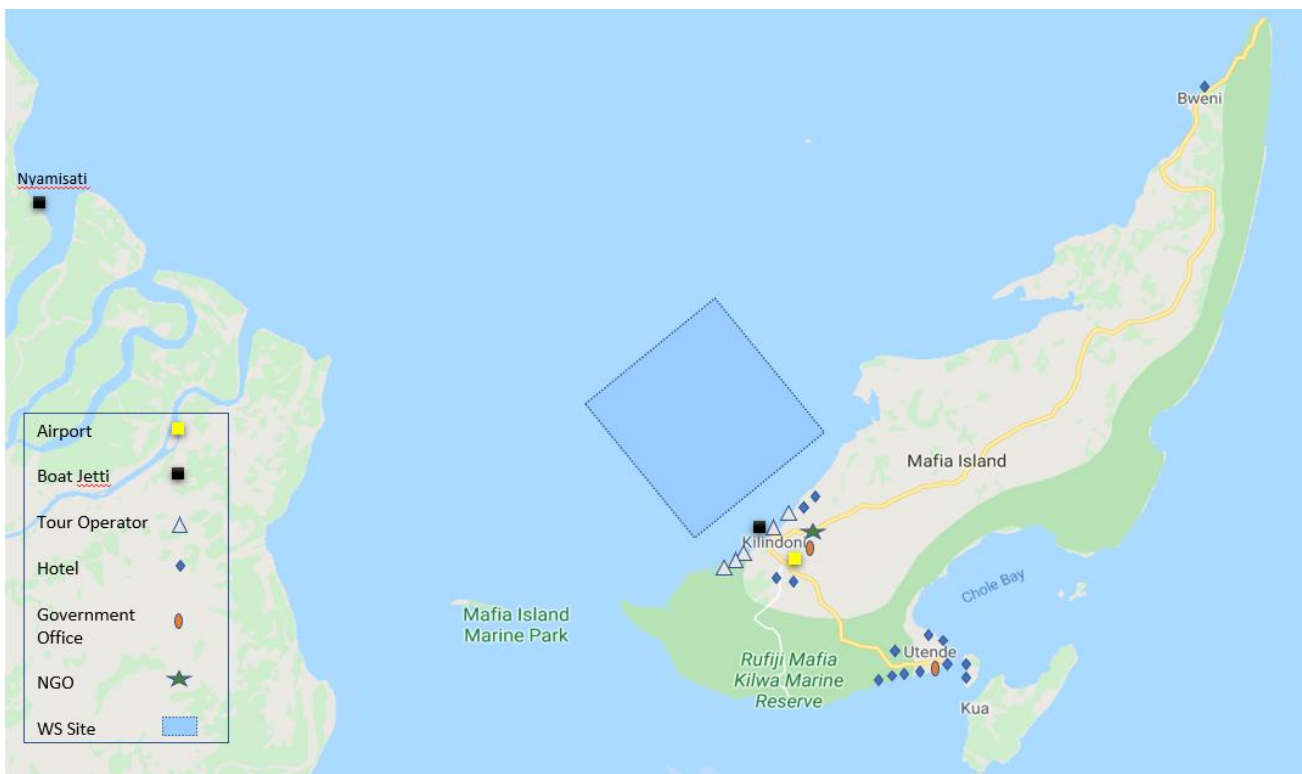 Bweni
Nyamisati
Airport
Boat Jetti
Tour Operator
Hotel
Government
Office
NGO
WS Site
Mafia Island
Kilindoni
Chole Bay
Mafia Island
Marine Park
Rufiji Mafia
Kilwa Marine
Reserve
Utende
Kua